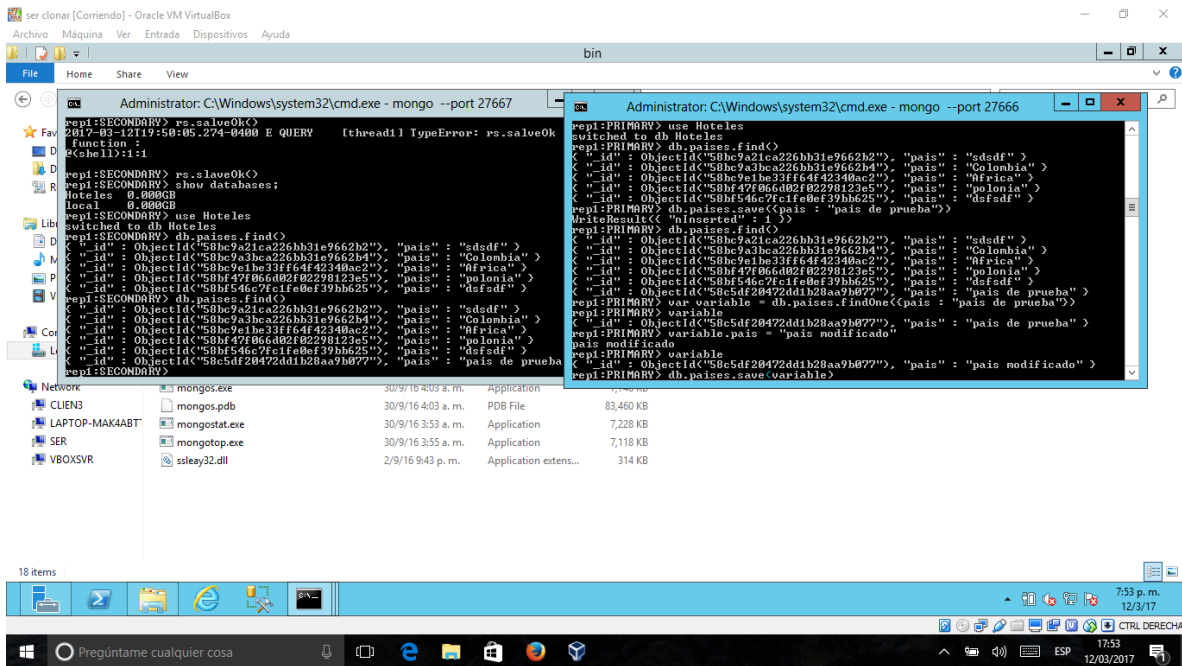 ser clonar [Corriendo] - Oracle VM VirtualBox
Archivo Máquina Ver Entrada Dispositivos Ayuda
bin
File Home Share View
Administrator: C:\Windows\system32\cmd.exe - mongo --port 27667
rep1:SECONDARY> rs.salveOk()
2017-03-12T19:50:05.274-0400 E QUERY [thread1] TypeError: rs.salveOk
function :
@(shell):1:1
rep1:SECONDARY> rs.slaveOk()
rep1:SECONDARY> show databases;
Hoteles 0.000GB
local 0.000GB
rep1:SECONDARY> use Hoteles
switched to db Hoteles
rep1:SECONDARY> db.paises.find()
{ "_id" : ObjectId("58bc9a21ca226bb31e9662b2"), "pais" : "sdsdf" }
{ "_id" : ObjectId("58bc9a3bca226bb31e9662b4"), "pais" : "Colombia" }
{ "_id" : ObjectId("58bc9e1be33ff64f42340ac2"), "pais" : "Africa" }
{ "_id" : ObjectId("58bf47f066d02f02298123e5"), "pais" : "polonia" }
{ "_id" : ObjectId("58bf546c7fc1fe0ef39bb625"), "pais" : "dsfsdf" }
rep1:SECONDARY> db.paises.find()
{ "_id" : ObjectId("58bc9a21ca226bb31e9662b2"), "pais" : "sdsdf" }
{ "_id" : ObjectId("58bc9a3bca226bb31e9662b4"), "pais" : "Colombia" }
{ "_id" : ObjectId("58bc9e1be33ff64f42340ac2"), "pais" : "Africa" }
{ "_id" : ObjectId("58bf47f066d02f02298123e5"), "pais" : "polonia" }
{ "_id" : ObjectId("58bf546c7fc1fe0ef39bb625"), "pais" : "dsfsdf" }
{ "_id" : ObjectId("58c5df20472dd1b28aa9b077"), "pais" : "pais de prueba
rep1:SECONDARY>
Administrator: C:\Windows\system32\cmd.exe - mongo --port 27666
rep1:PRIMARY> use Hoteles
switched to db Hoteles
rep1:PRIMARY> db.paises.find()
{ "_id" : ObjectId("58bc9a21ca226bb31e9662b2"), "pais" : "sdsdf" }
{ "_id" : ObjectId("58bc9a3bca226bb31e9662b4"), "pais" : "Colombia" }
{ "_id" : ObjectId("58bc9e1be33ff64f42340ac2"), "pais" : "Africa" }
{ "_id" : ObjectId("58bf47f066d02f02298123e5"), "pais" : "polonia" }
{ "_id" : ObjectId("58bf546c7fc1fe0ef39bb625"), "pais" : "dsfsdf" }
rep1:PRIMARY> db.paises.save({pais : "pais de prueba"})
WriteResult({ "nInserted" : 1 })
rep1:PRIMARY> db.paises.find()
{ "_id" : ObjectId("58bc9a21ca226bb31e9662b2"), "pais" : "sdsdf" }
{ "_id" : ObjectId("58bc9a3bca226bb31e9662b4"), "pais" : "Colombia" }
{ "_id" : ObjectId("58bc9e1be33ff64f42340ac2"), "pais" : "Africa" }
{ "_id" : ObjectId("58bf47f066d02f02298123e5"), "pais" : "polonia" }
{ "_id" : ObjectId("58bf546c7fc1fe0ef39bb625"), "pais" : "dsfsdf" }
{ "_id" : ObjectId("58c5df20472dd1b28aa9b077"), "pais" : "pais de prueba" }
rep1:PRIMARY> var variable = db.paises.findOne({pais : "pais de prueba"})
rep1:PRIMARY> variable
{ "_id" : ObjectId("58c5df20472dd1b28aa9b077"), "pais" : "pais de prueba" }
rep1:PRIMARY> variable.pais = "pais modificado"
pais modificado
rep1:PRIMARY> variable
{ "_id" : ObjectId("58c5df20472dd1b28aa9b077"), "pais" : "pais modificado" }
rep1:PRIMARY> db.paises.save(variable)
Fav
D
D
R
Libr
D
M
P
V
Con
Lo
Network
CLIEN3
LAPTOP-MAK4ABT
SER
VBOXSVR
mongos.exe 30/9/16 4:03 a. m. Application 7,740 KB
mongos.pdb 30/9/16 4:03 a. m. PDB File 83,460 KB
mongostat.exe 30/9/16 3:53 a. m. Application 7,228 KB
mongotop.exe 30/9/16 3:55 a. m. Application 7,118 KB
ssleay32.dll 2/9/16 9:43 p. m. Application extens... 314 KB
18 items
7:53 p. m.
12/3/17
CTRL DERECHA
Pregúntame cualquier cosa
ESP
17:53
12/03/2017